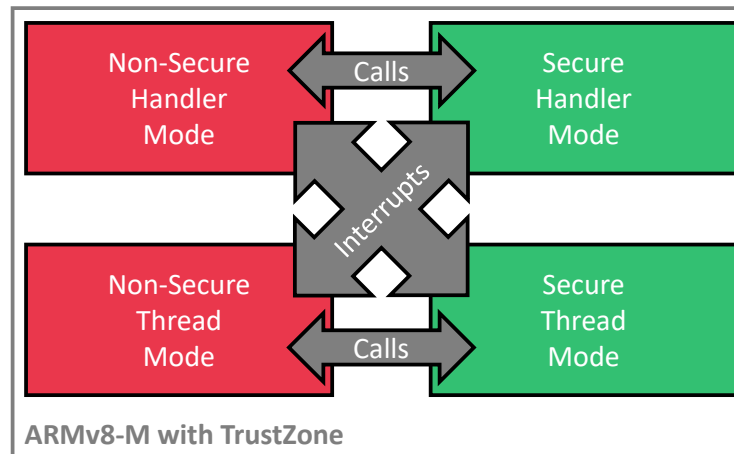 Non-Secure
Handler
Mode
Calls
Secure
Handler
Mode
Interrupts
Non-Secure
Thread
Mode
Calls
Secure
Thread
Mode
ARMv8-M with TrustZone